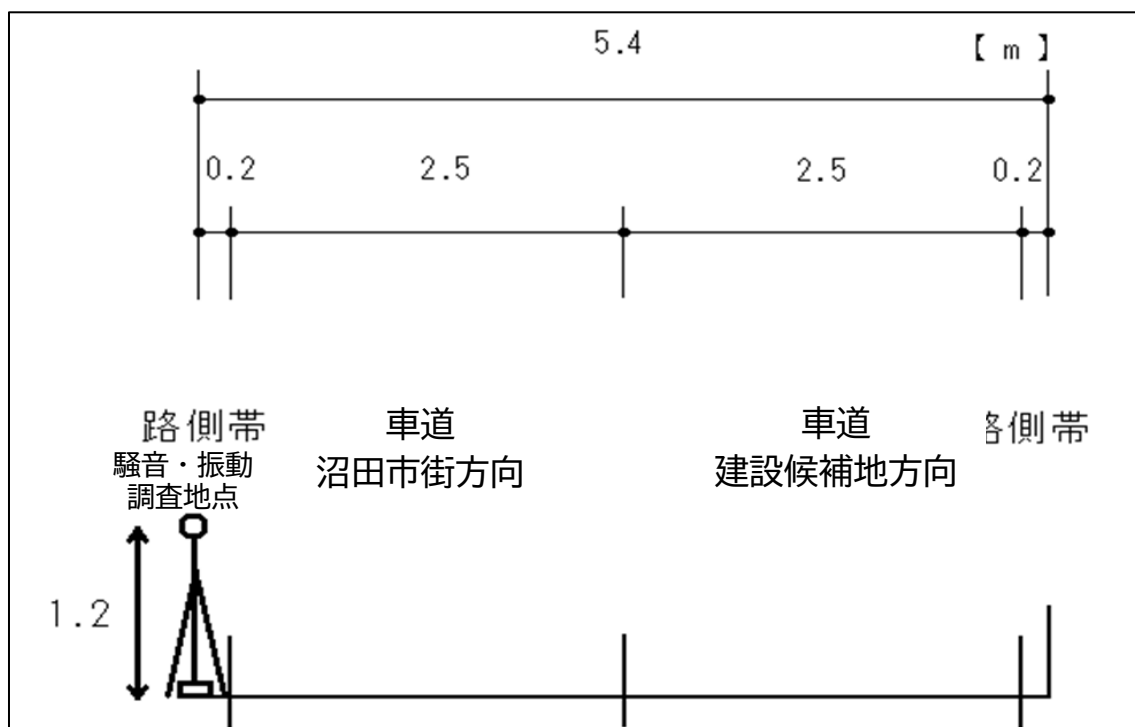 5.4 【 m 】
0.2 2.5 2.5 0.2
路側帯 車道 車道 側帯
騒音・振動 沼田市街方向 建設候補地方向
調査地点
1.2